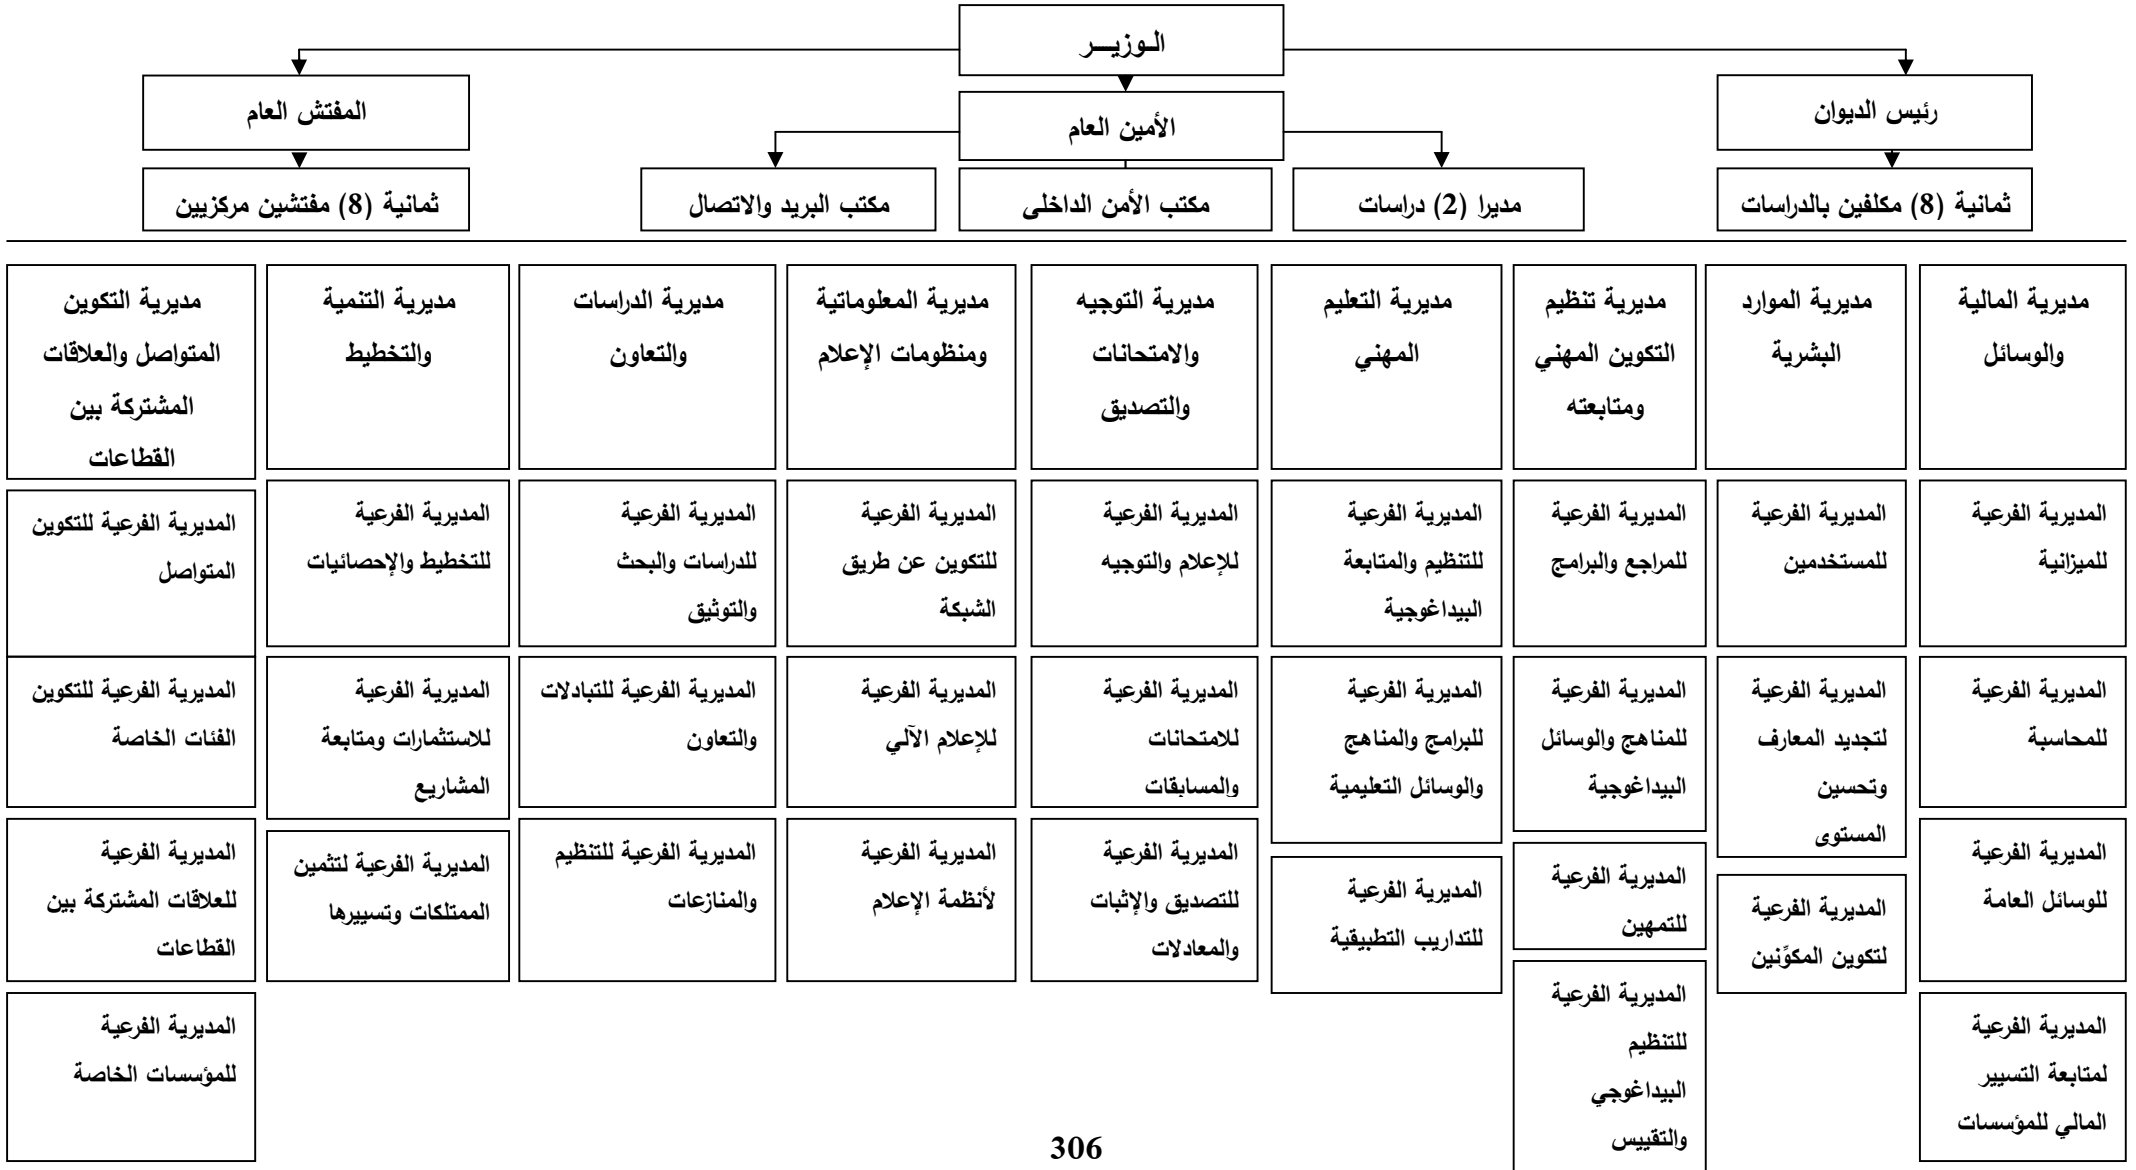 الـوزيـــر
رئيس الديوان
المفتش العام
الأمين العام
ثمانية (8) مكلفين بالدراسات
مديرا (2) دراسات
مكتب الأمن الداخلى
مكتب البريد والاتصال
ثمانية (8) مفتشين مركزيين
مديرية المالية
والوسائل
المديرية الفرعية
للميزانية
المديرية الفرعية
للمحاسبة
المديرية الفرعية
للوسائل العامة
المديرية الفرعية
لمتابعة التسيير
المالي للمؤسسات
مديرية الموارد
البشرية
المديرية الفرعية
للمستخدمين
المديرية الفرعية
لتجديد المعارف
وتحسين
المستوى
المديرية الفرعية
لتكوين المكوِّنين
مديرية تنظيم
التكوين المهني
ومتابعته
المديرية الفرعية
للمراجع والبرامج
المديرية الفرعية
للمناهج والوسائل
البيداغوجية
المديرية الفرعية
للتمهين
المديرية الفرعية
للتنظيم
البيداغوجي
والتقييس
مديرية التعليم
المهني
المديرية الفرعية
للتنظيم والمتابعة
البيداغوجية
المديرية الفرعية
للبرامج والمناهج
والوسائل التعليمية
المديرية الفرعية
للتداريب التطبيقية
مديرية التوجيه
والامتحانات
والتصديق
المديرية الفرعية
للإعلام والتوجيه
المديرية الفرعية
للامتحانات
والمسابقات
المديرية الفرعية
للتصديق والإثبات
والمعادلات
مديرية المعلوماتية
ومنظومات الإعلام
المديرية الفرعية
للتكوين عن طريق
الشبكة
المديرية الفرعية
للإعلام الآلي
المديرية الفرعية
لأنظمة الإعلام
مديرية الدراسات
والتعاون
المديرية الفرعية
للدراسات والبحث
والتوثيق
المديرية الفرعية للتبادلات
والتعاون
المديرية الفرعية للتنظيم
والمنازعات
مديرية التنمية
والتخطيط
المديرية الفرعية
للتخطيط والإحصائيات
المديرية الفرعية
للاستثمارات ومتابعة
المشاريع
المديرية الفرعية لتثمين
الممتلكات وتسييرها
مديرية التكوين
المتواصل والعلاقات
المشتركة بين
القطاعات
المديرية الفرعية للتكوين
المتواصل
المديرية الفرعية للتكوين
الفئات الخاصة
المديرية الفرعية
للعلاقات المشتركة بين
القطاعات
المديرية الفرعية
للمؤسسات الخاصة
306